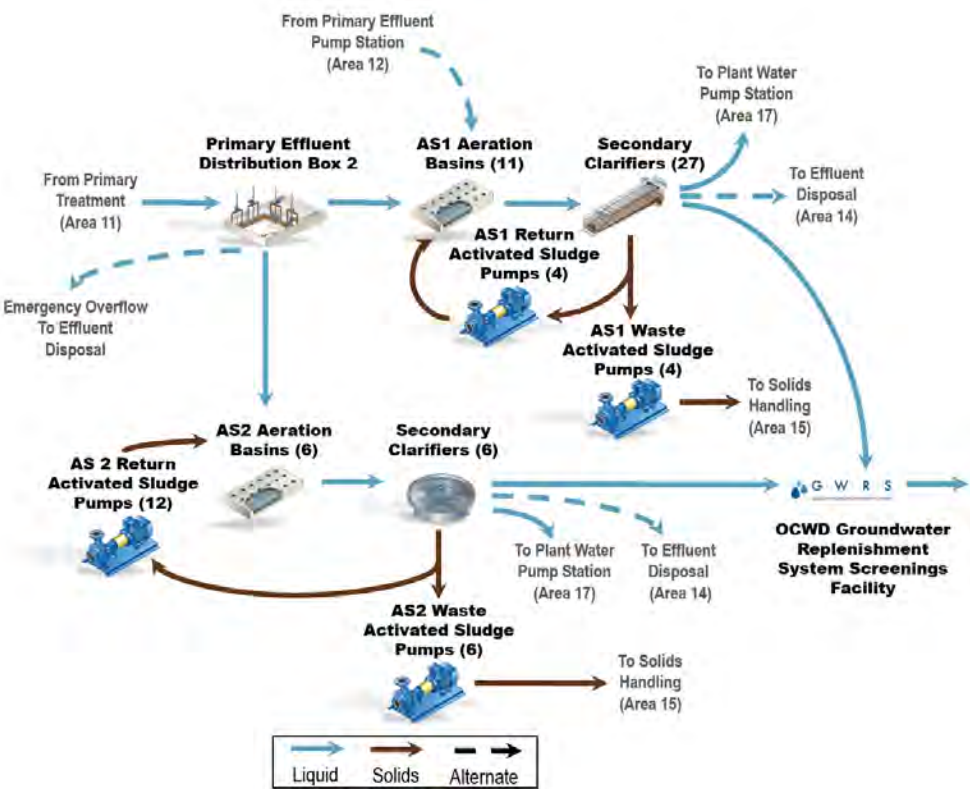 From Primary Effluent
Pump Station
(Area 12)
To Plant Water
Pump Station
(Area 17)
Primary Effluent
Distribution Box 2
AS1 Aeration
Basins (11)
Secondary
Clarifiers (27)
From Primary
Treatment
(Area 11)
To Effluent
Disposal
(Area 14)
AS1 Return
Activated Sludge
Pumps (4)
Emergency Overflow
To Effluent
Disposal
AS1 Waste
Activated Sludge
Pumps (4)
To Solids
Handling
(Area 15)
AS2 Aeration
Basins (6)
Secondary
Clarifiers (6)
AS 2 Return
Activated Sludge
Pumps (12)
G W R S
OCWD Groundwater
Replenishment
System Screenings
Facility
To Plant Water
Pump Station
(Area 17)
To Effluent
Disposal
(Area 14)
AS2 Waste
Activated Sludge
Pumps (6)
To Solids
Handling
(Area 15)
Liquid
Solids
Alternate